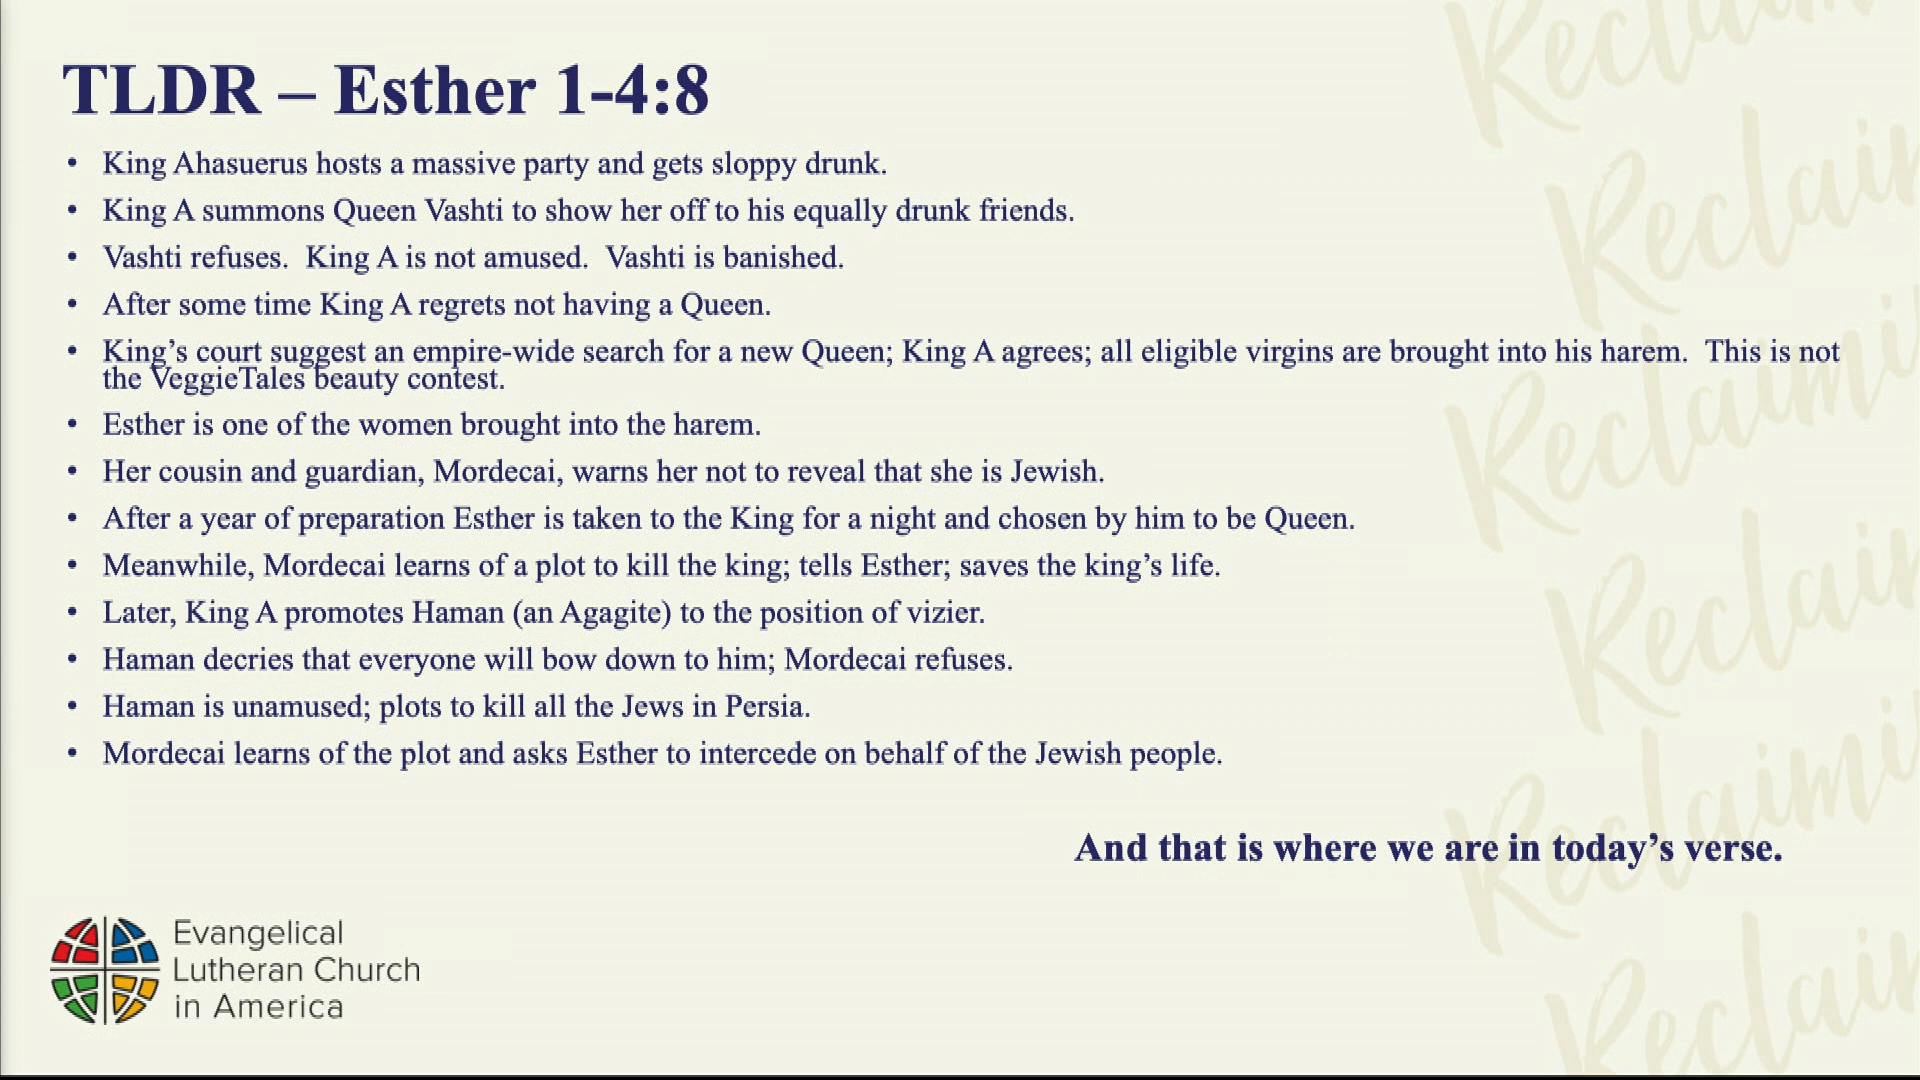 TLDR – Esther 1-4:8
• King Ahasuerus hosts a massive party and gets sloppy drunk.
• King A summons Queen Vashti to show her off to his equally drunk friends.
• Vashti refuses.  King A is not amused.  Vashti is banished.
• After some time King A regrets not having a Queen.
• King’s court suggest an empire-wide search for a new Queen; King A agrees; all eligible virgins are brought into his harem.  This is not
the VeggieTales beauty contest.
• Esther is one of the women brought into the harem.
• Her cousin and guardian, Mordecai, warns her not to reveal that she is Jewish.
• After a year of preparation Esther is taken to the King for a night and chosen by him to be Queen.
• Meanwhile, Mordecai learns of a plot to kill the king; tells Esther; saves the king’s life.
• Later, King A promotes Haman (an Agagite) to the position of vizier.
• Haman decries that everyone will bow down to him; Mordecai refuses.
• Haman is unamused; plots to kill all the Jews in Persia.
• Mordecai learns of the plot and asks Esther to intercede on behalf of the Jewish people.
And that is where we are in today’s verse.
Evangelical
Lutheran Church
in America
Reclaim
Reclaim
Reclaimi
Reclaim
Reclaimi
Reclaim